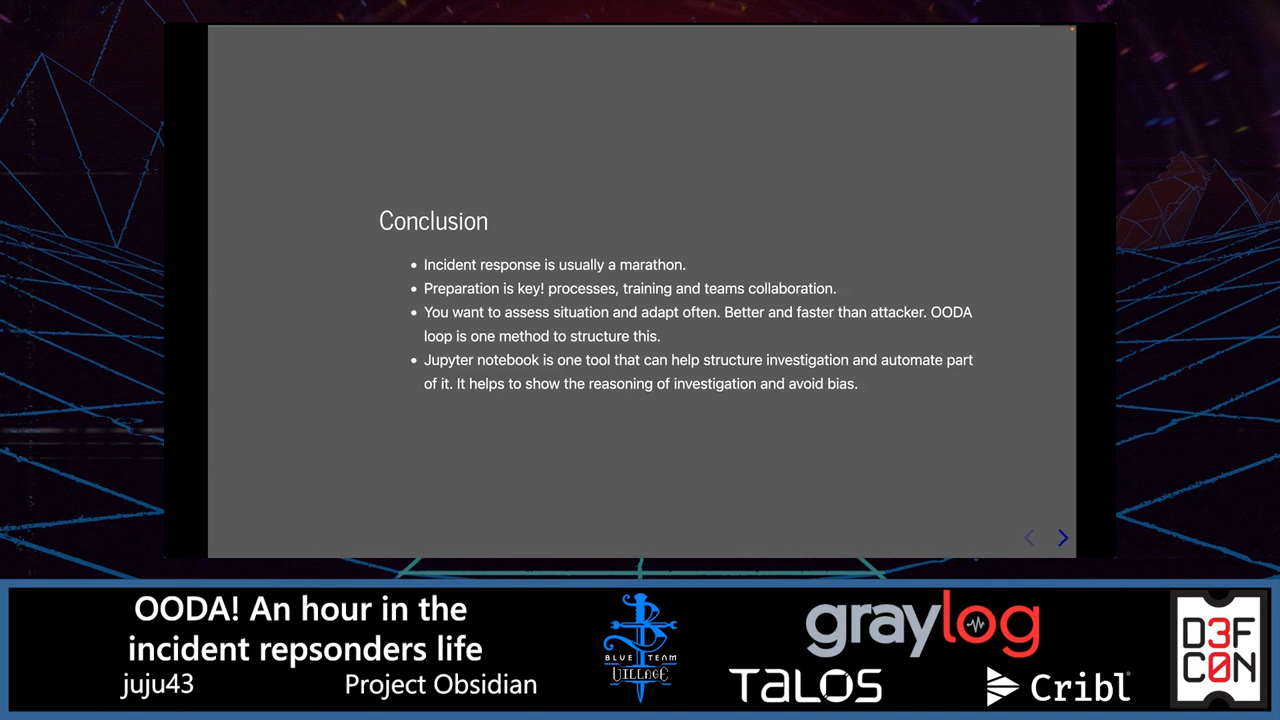 Conclusion
• Incident response is usually a marathon.
• Preparation is key! processes, training and teams collaboration.
• You want to assess situation and adapt often. Better and faster than attacker. OODA
loop is one method to structure this.
• Jupyter notebook is one tool that can help structure investigation and automate part
of it. It helps to show the reasoning of investigation and avoid bias.
OODA! An hour in the
incident repsonders life
juju43
Project Obsidian
BLUE TEAM
VILLAGE
graylog
TALOS
Cribl
D3F
C0N